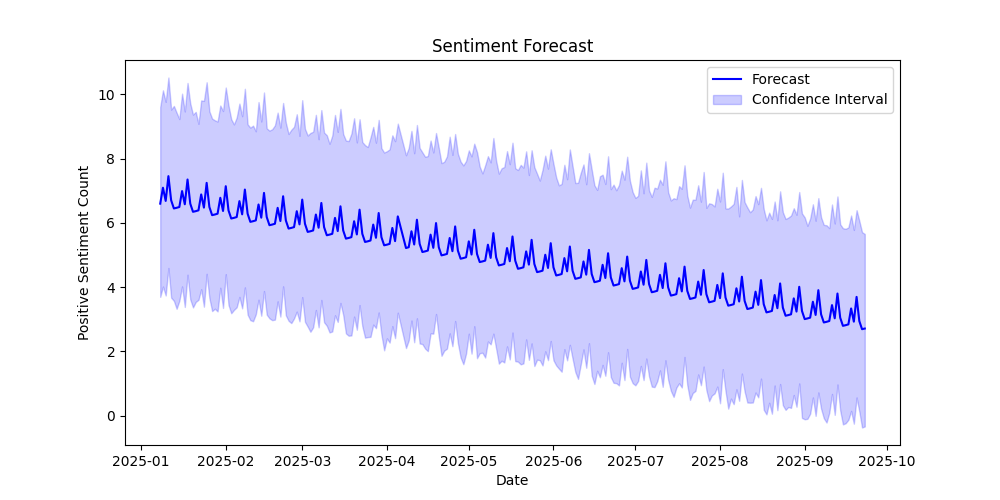 Sentiment Forecast
Forecast
Confidence Interval
Positive Sentiment Count
10
8
6
4
2
0
2025-01 2025-02 2025-03 2025-04 2025-05 2025-06 2025-07 2025-08 2025-09 2025-10
Date